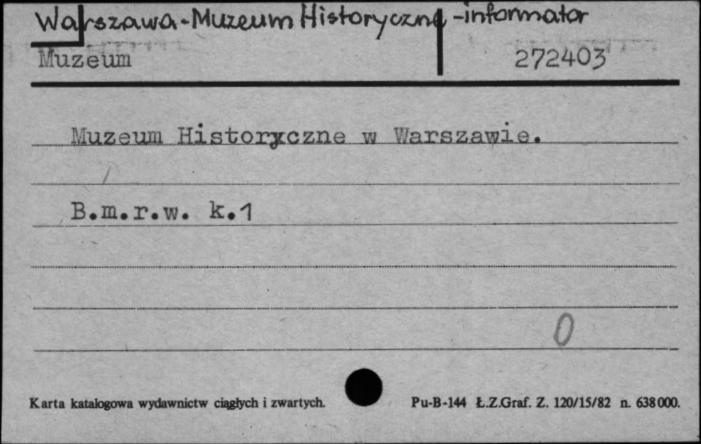 Warszawa-Muzeum Historyczne-informator
Muzeum 272403
Muzeum Historyczne w Warszawie.
B.m.r.w. k.1
0
Karta katalogowa wydawnictw ciągłych i zwartych. Pu-B-144 Ł.Z.Graf. Z. 120/15/82 n. 638000.